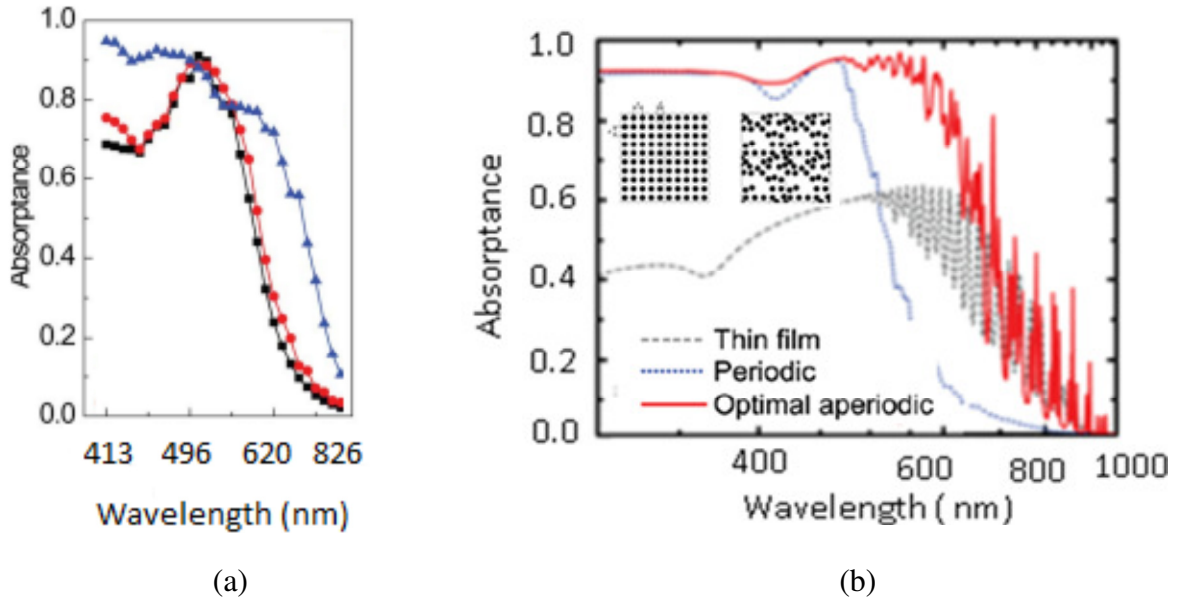 1.0
0.8
0.6
0.4
0.2
0.0
Absorptance
413 496 620 826
Wavelength (nm)
(a)
1.0
0.8
0.6
0.4
0.2
0.0
Absorptance
Thin film
Periodic
Optimal aperiodic
400 600 800 1000
Wavelength ( nm)
(b)